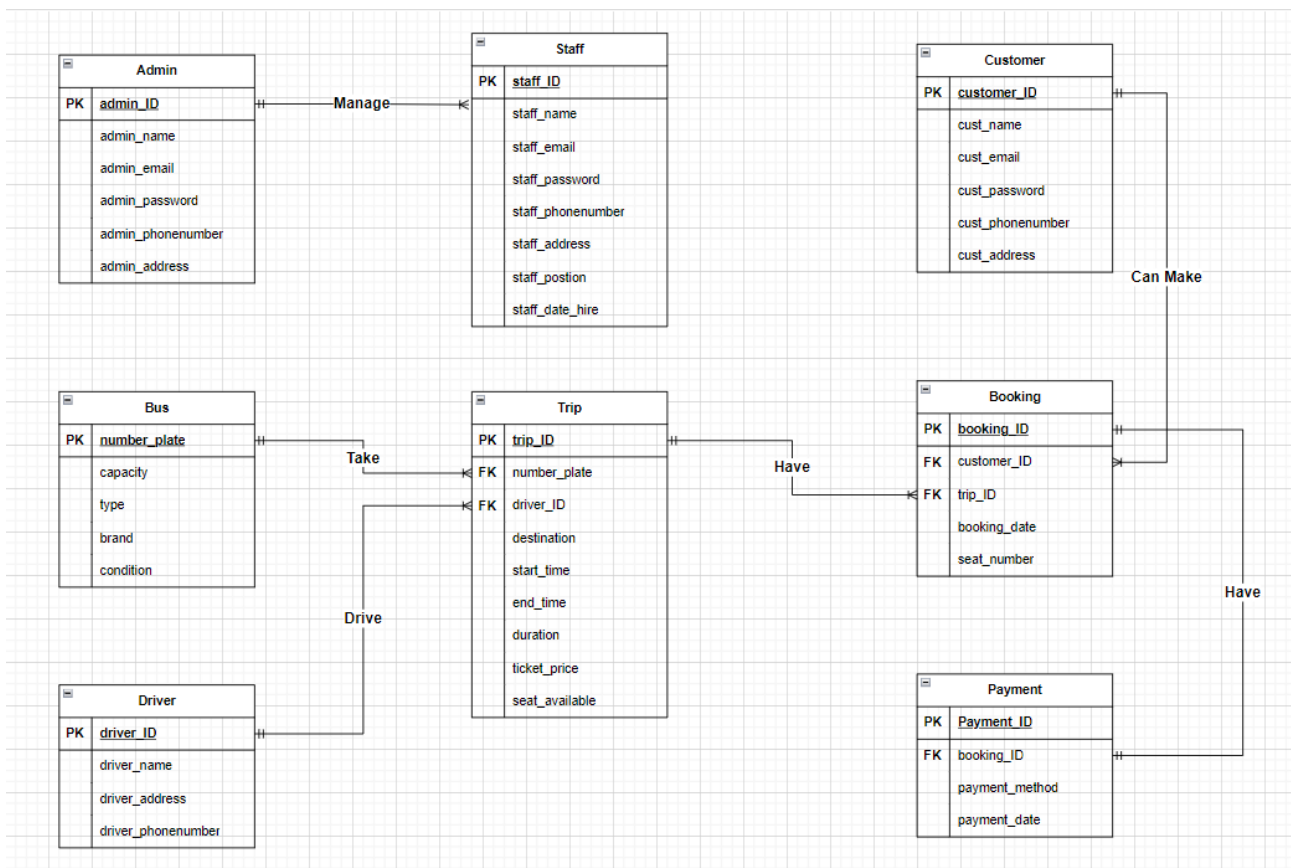 Admin
PK admin_ID
admin_name
admin_email
admin_password
admin_phonenumber
admin_address
Manage
Staff
PK staff_ID
staff_name
staff_email
staff_password
staff_phonenumber
staff_address
staff_postion
staff_date_hire
Customer
PK customer_ID
cust_name
cust_email
cust_password
cust_phonenumber
cust_address
Can Make
Bus
PK number_plate
capacity
type
brand
condition
Take
Trip
PK trip_ID
FK number_plate
FK driver_ID
destination
start_time
end_time
duration
ticket_price
seat_available
Have
Booking
PK booking_ID
FK customer_ID
FK trip_ID
booking_date
seat_number
Have
Drive
Driver
PK driver_ID
driver_name
driver_address
driver_phonenumber
Payment
PK Payment_ID
FK booking_ID
payment_method
payment_date